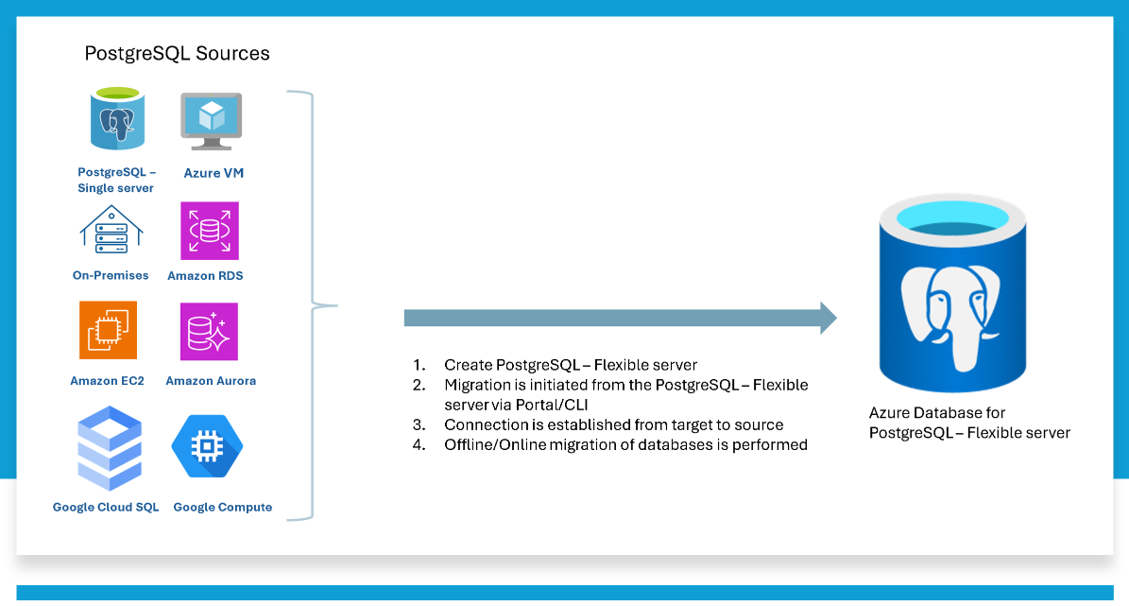 PostgreSQL Sources
PostgreSQL –
Single server
Azure VM
On-Premises
Amazon RDS
Amazon EC2
Amazon Aurora
Google Cloud SQL
Google Compute
1. Create PostgreSQL – Flexible server
2. Migration is initiated from the PostgreSQL – Flexible
server via Portal/CLI
3. Connection is established from target to source
4. Offline/Online migration of databases is performed
Azure Database for
PostgreSQL – Flexible server